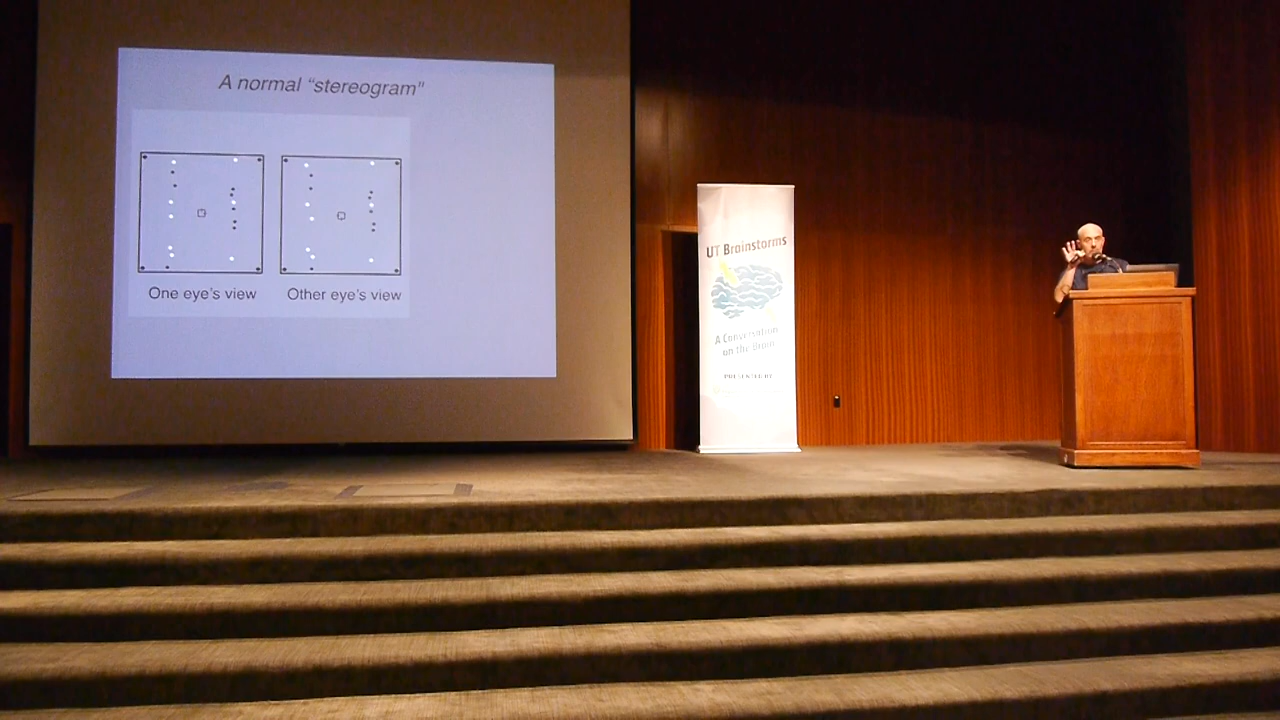 A normal "stereogram"
One eye's view
Other eye's view
UT Brainstorms
A Conversation
on the Brain
PRESENTED BY